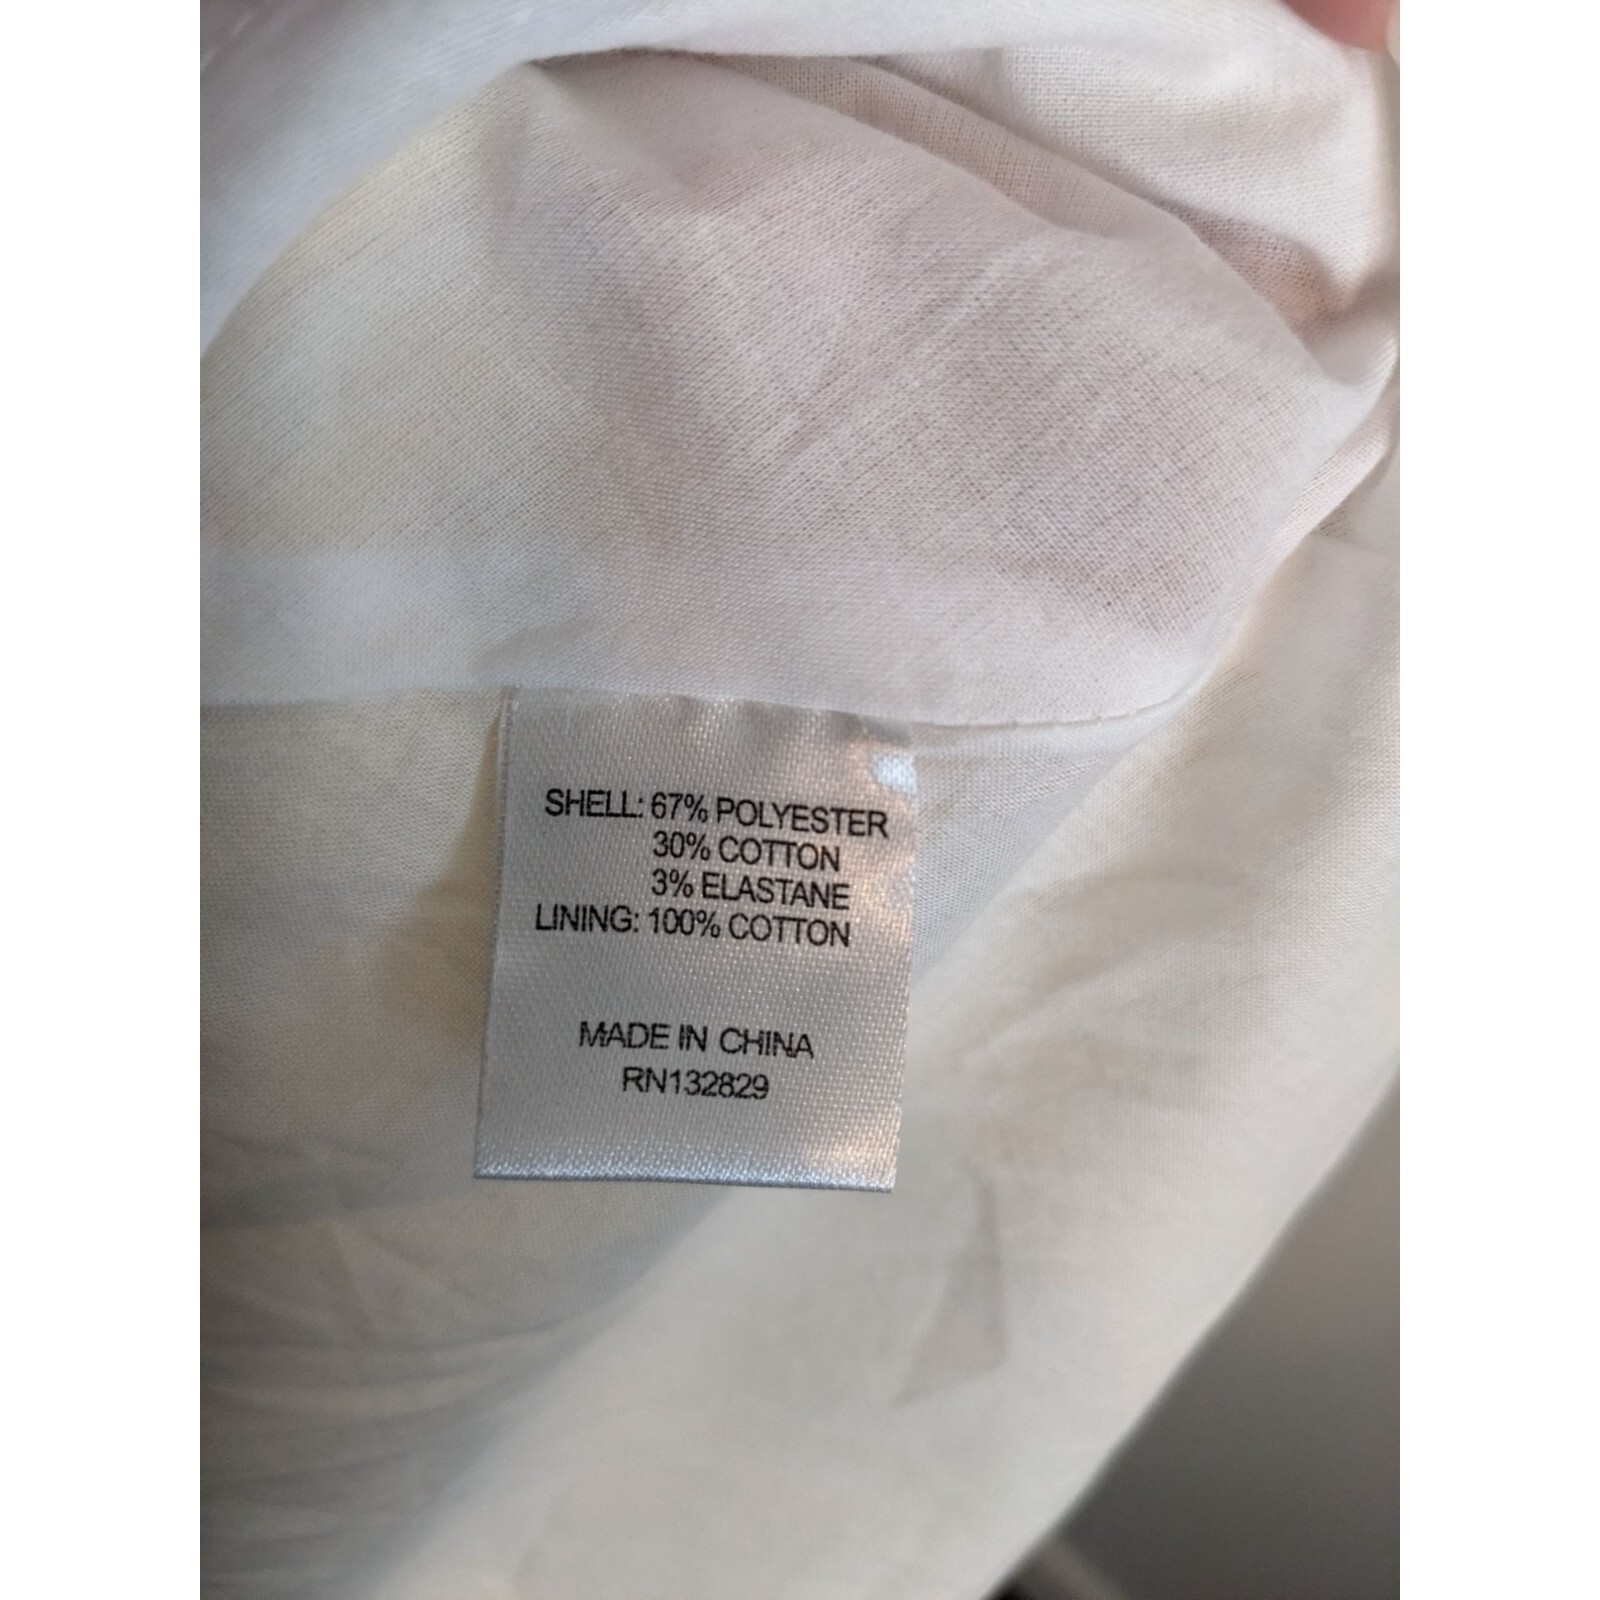 SHELL: 67% POLYESTER
30% COTTON
3% ELASTANE
LINING: 100% COTTON
MADE IN CHINA
RN132829